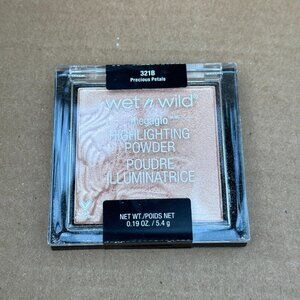 321B
Precious Petals
wet n wild
megaglo
HIGHLIGHTING
POWDER
POUDRE
ILLUMINATRICE
NET WT./POIDS NET
0.19 OZ. / 5.4 g